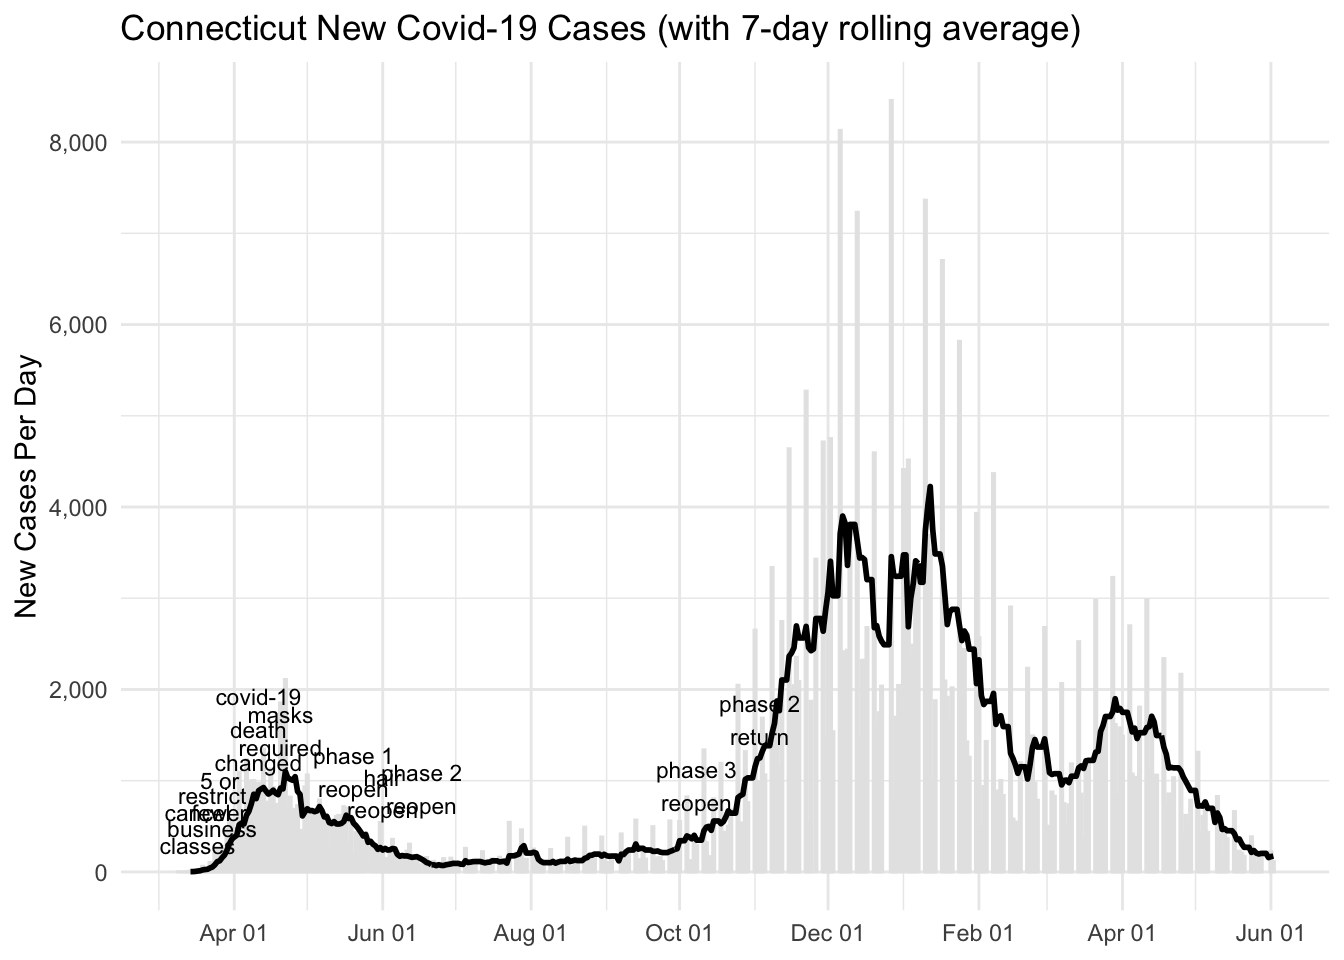 Connecticut New Covid-19 Cases (with 7-day rolling average)
New Cases Per Day
8,000
6,000
4,000
2,000
0
covid-19
death
changed
masks
required
5 or
fewer
restrict
business
cancel
classes
phase 1
reopen
hair
reopen
phase 2
reopen
phase 3
reopen
phase 2
return
Apr 01
Jun 01
Aug 01
Oct 01
Dec 01
Feb 01
Apr 01
Jun 01